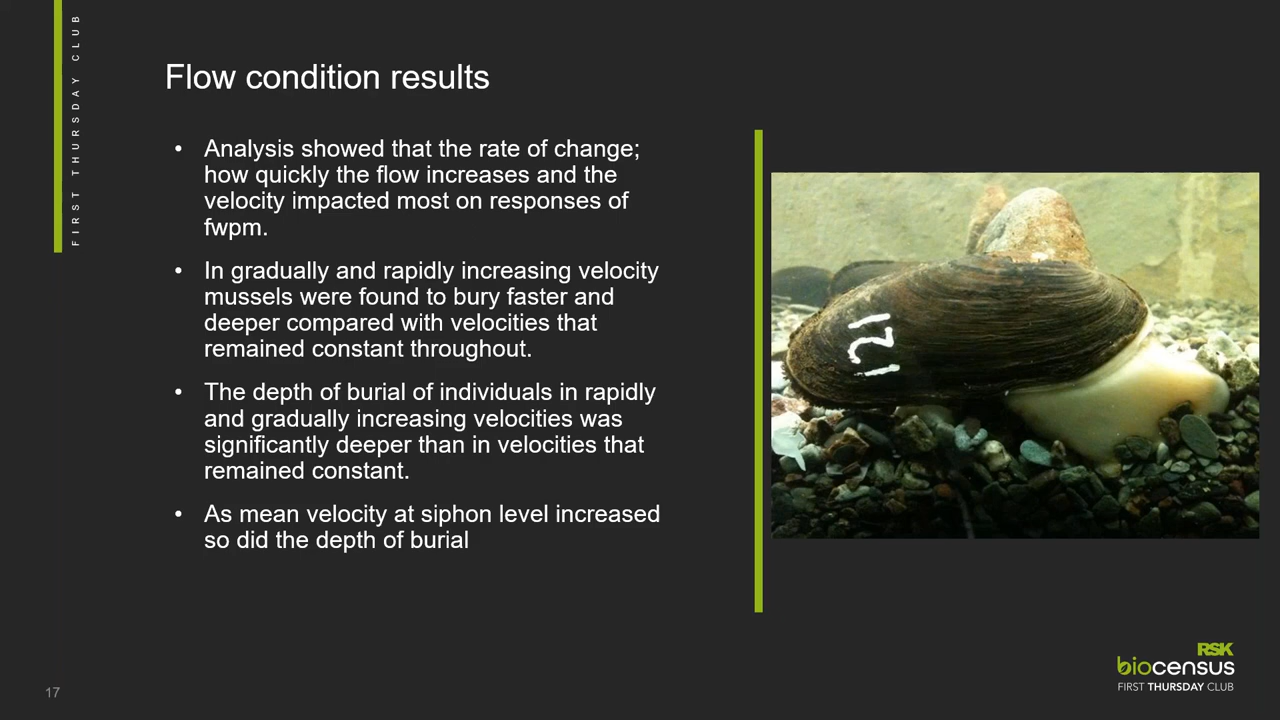 FIRST THURSDAY CLUB
Flow condition results
• Analysis showed that the rate of change;
how quickly the flow increases and the
velocity impacted most on responses of
fwpm.
• In gradually and rapidly increasing velocity
mussels were found to bury faster and
deeper compared with velocities that
remained constant throughout.
• The depth of burial of individuals in rapidly
and gradually increasing velocities was
significantly deeper than in velocities that
remained constant.
• As mean velocity at siphon level increased
so did the depth of burial
121
RSK
biocensus
FIRST THURSDAY CLUB
17